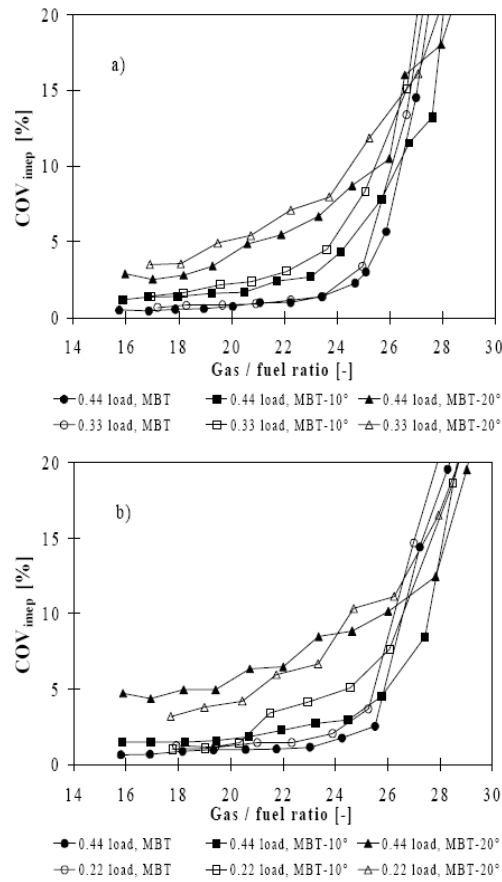 20
a)
15
COV imep [%]
10
5
0
14 16 18 20 22 24 26 28 30
Gas / fuel ratio [-]
0.44 load, MBT 0.44 load, MBT-10° 0.44 load, MBT-20°
0.33 load, MBT 0.33 load, MBT-10° 0.33 load, MBT-20°
20
b)
15
COV imep [%]
10
5
0
14 16 18 20 22 24 26 28 30
Gas / fuel ratio [-]
0.44 load, MBT 0.44 load, MBT-10° 0.44 load, MBT-20°
0.22 load, MBT 0.22 load, MBT-10° 0.22 load, MBT-20°